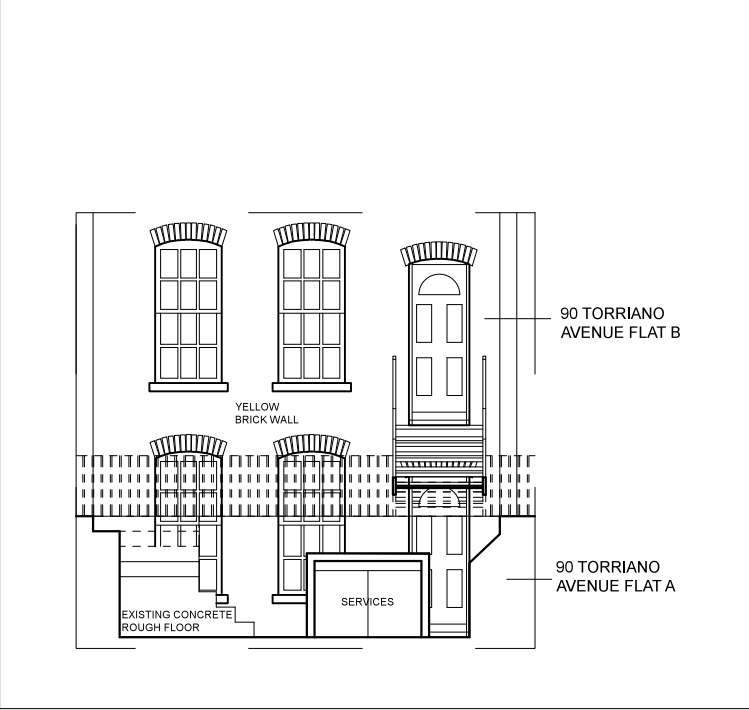 90 TORRIANO
AVENUE FLAT B
YELLOW
BRICK WALL
90 TORRIANO
AVENUE FLAT A
SERVICES
EXISTING CONCRETE
ROUGH FLOOR